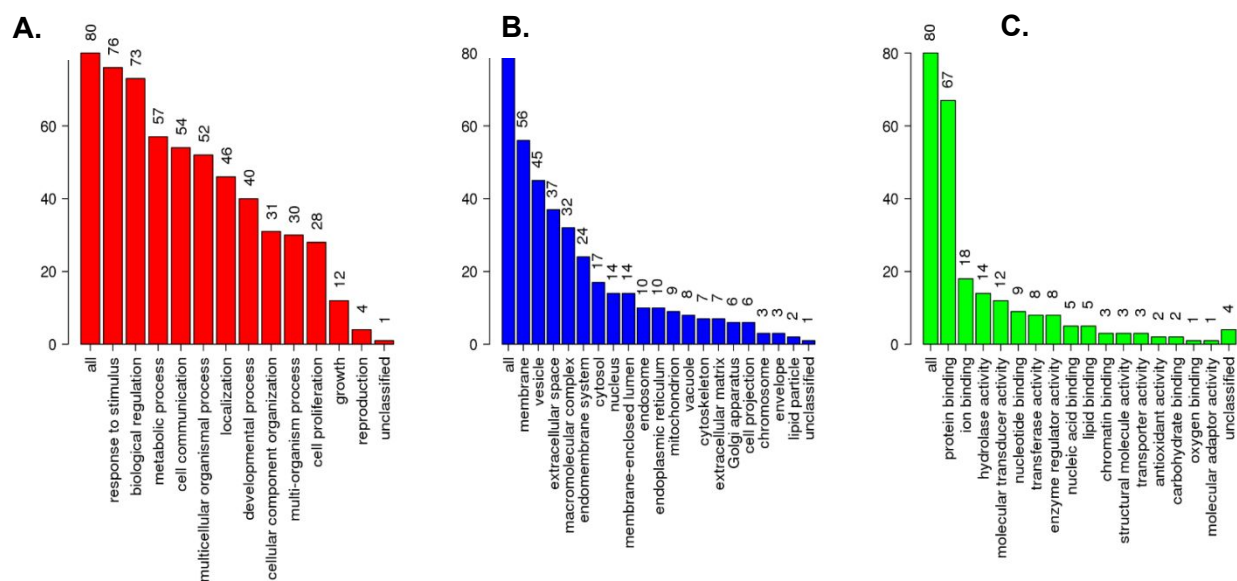 A.
80
76
73
57
54
52
46
40
31
30
28
12
4
1
60
40
20
0
all
response to stimulus
biological regulation
metabolic process
cell communication
multicellular organismal process
localization
developmental process
cellular component organization
multi-organism process
cell proliferation
growth
reproduction
unclassified
B.
80
60
40
20
0
56
45
37
32
24
17
14
14
10
10
9
8
7
7
6
6
3
3
2
1
all
membrane
vesicle
extracellular space
macromolecular complex
endomembrane system
cytosol
nucleus
membrane-enclosed lumen
endosome
endoplasmic reticulum
mitochondrion
vacuole
cytoskeleton
extracellular matrix
Golgi apparatus
cell projection
chromosome
envelope
lipid particle
unclassified
C.
80
60
40
20
0
80
67
18
14
12
9
8
8
5
5
3
3
3
2
2
1
1
4
all
protein binding
ion binding
hydrolase activity
molecular transducer activity
nucleotide binding
transferase activity
enzyme regulator activity
nucleic acid binding
lipid binding
chromatin binding
structural molecule activity
transporter activity
antioxidant activity
carbohydrate binding
oxygen binding
molecular adaptor activity
unclassified